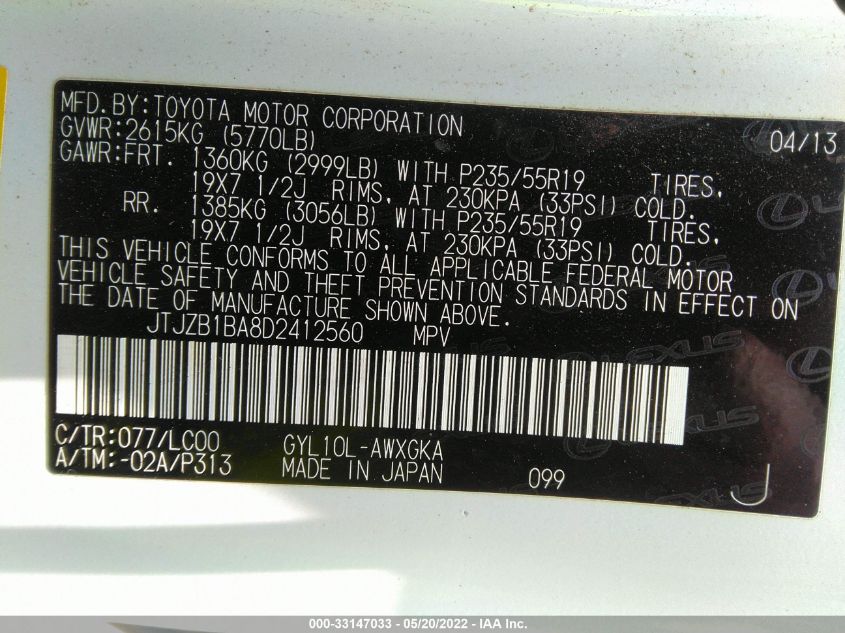 MFD.BY:TOYOTA MOTOR CORPORATION 04/13
GVWR:2615KG (5770LB)
GAWR:FRT. 1360KG (2999LB) WITH P235/55R19 TIRES,
19X7 1/2J RIMS, AT 230KPA (33PSI) COLD.
RR. 1385KG (3056LB) WITH P235/55R19 TIRES,
19X7 1/2J RIMS, AT 230KPA (33PSI) COLD.
THIS VEHICLE CONFORMS TO ALL APPLICABLE FEDERAL MOTOR
VEHICLE SAFETY AND THEFT PREVENTION STANDARDS IN EFFECT ON
THE DATE OF MANUFACTURE SHOWN ABOVE.
JTJZB1BA8D2412560 MPV
LEXUS
LEXUS
LEXUS
C/TR:077/LC00 GYL10L-AWXGKA
A/TM:-02A/P313 MADE IN JAPAN 099 J
000-33147033 - 05/20/2022 - IAA Inc.